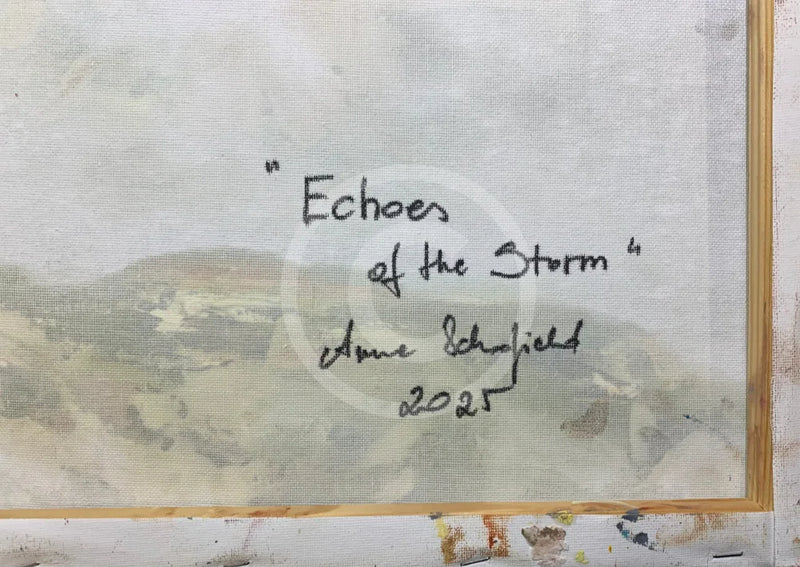 "Echoes
of the Storm"
Anne Schofield
2025
©